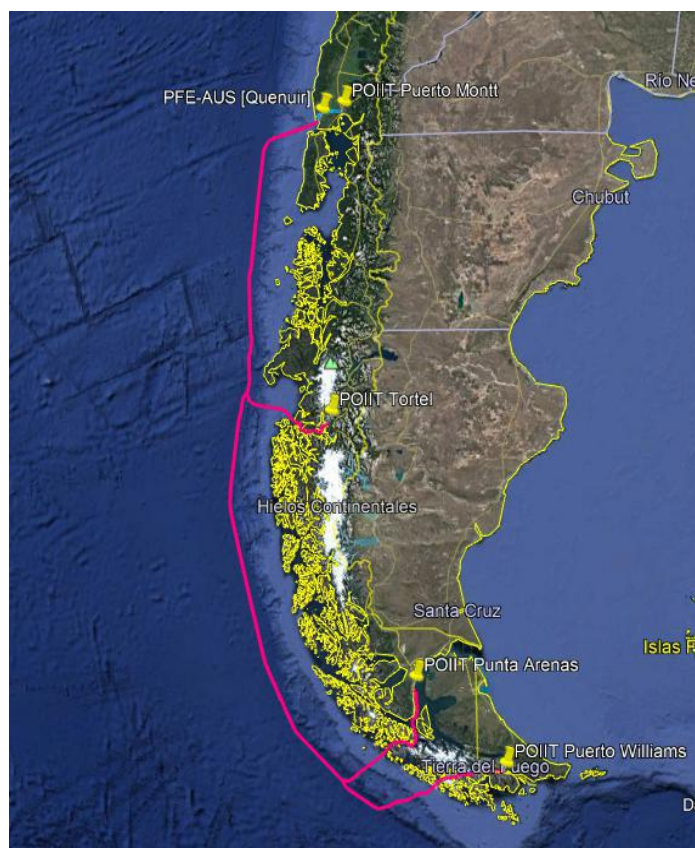 Río Ne
PFE-AUS [Quenuir]
POIIT Puerto Montt
Chubut
POIIT Tortel
Hielos Continentales
Santa Cruz
Islas F
POIIT Punta Arenas
POIIT Puerto Williams
Tierra del Fuego
D